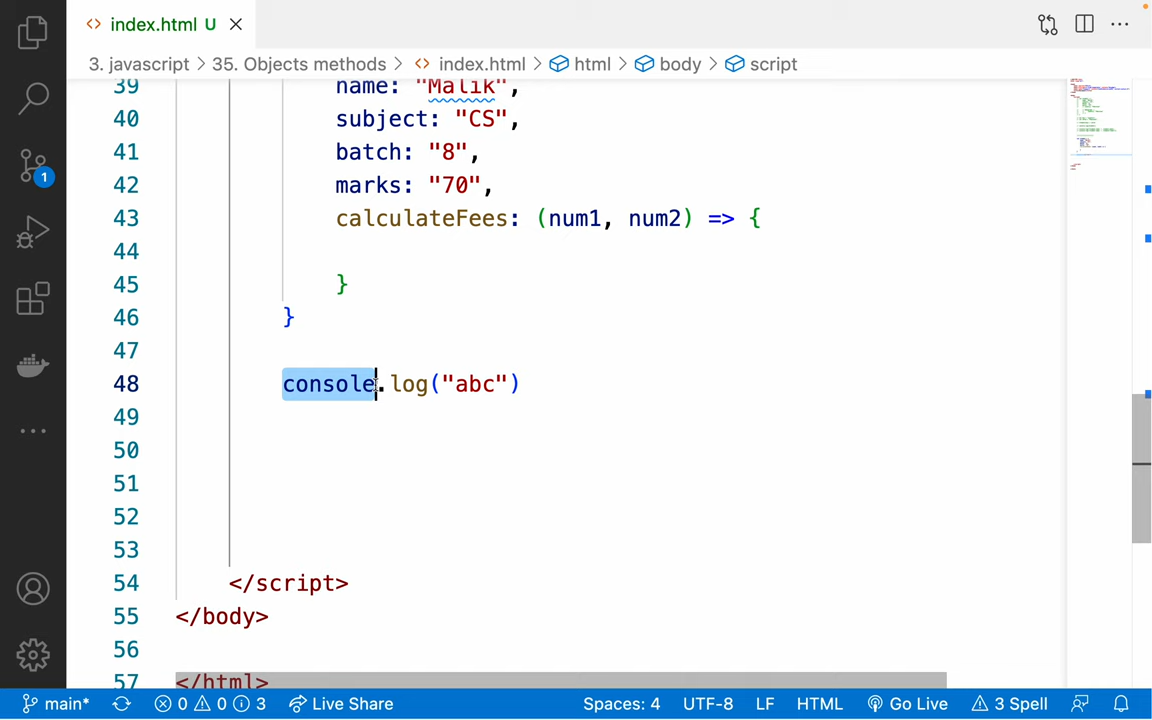 index.html U
3. javascript > 35. Objects methods > index.html > html > body > script
39 name: "Malik",
40 subject: "CS",
41 batch: "8",
42 marks: "70",
43 calculateFees: (num1, num2) => {
44
45 }
46 }
47
48 console.log("abc")
49
50
51
52
53
54 </script>
55 </body>
56
57 </html>
1
main* 0 0 3 Live Share Spaces: 4 UTF-8 LF HTML Go Live 3 Spell